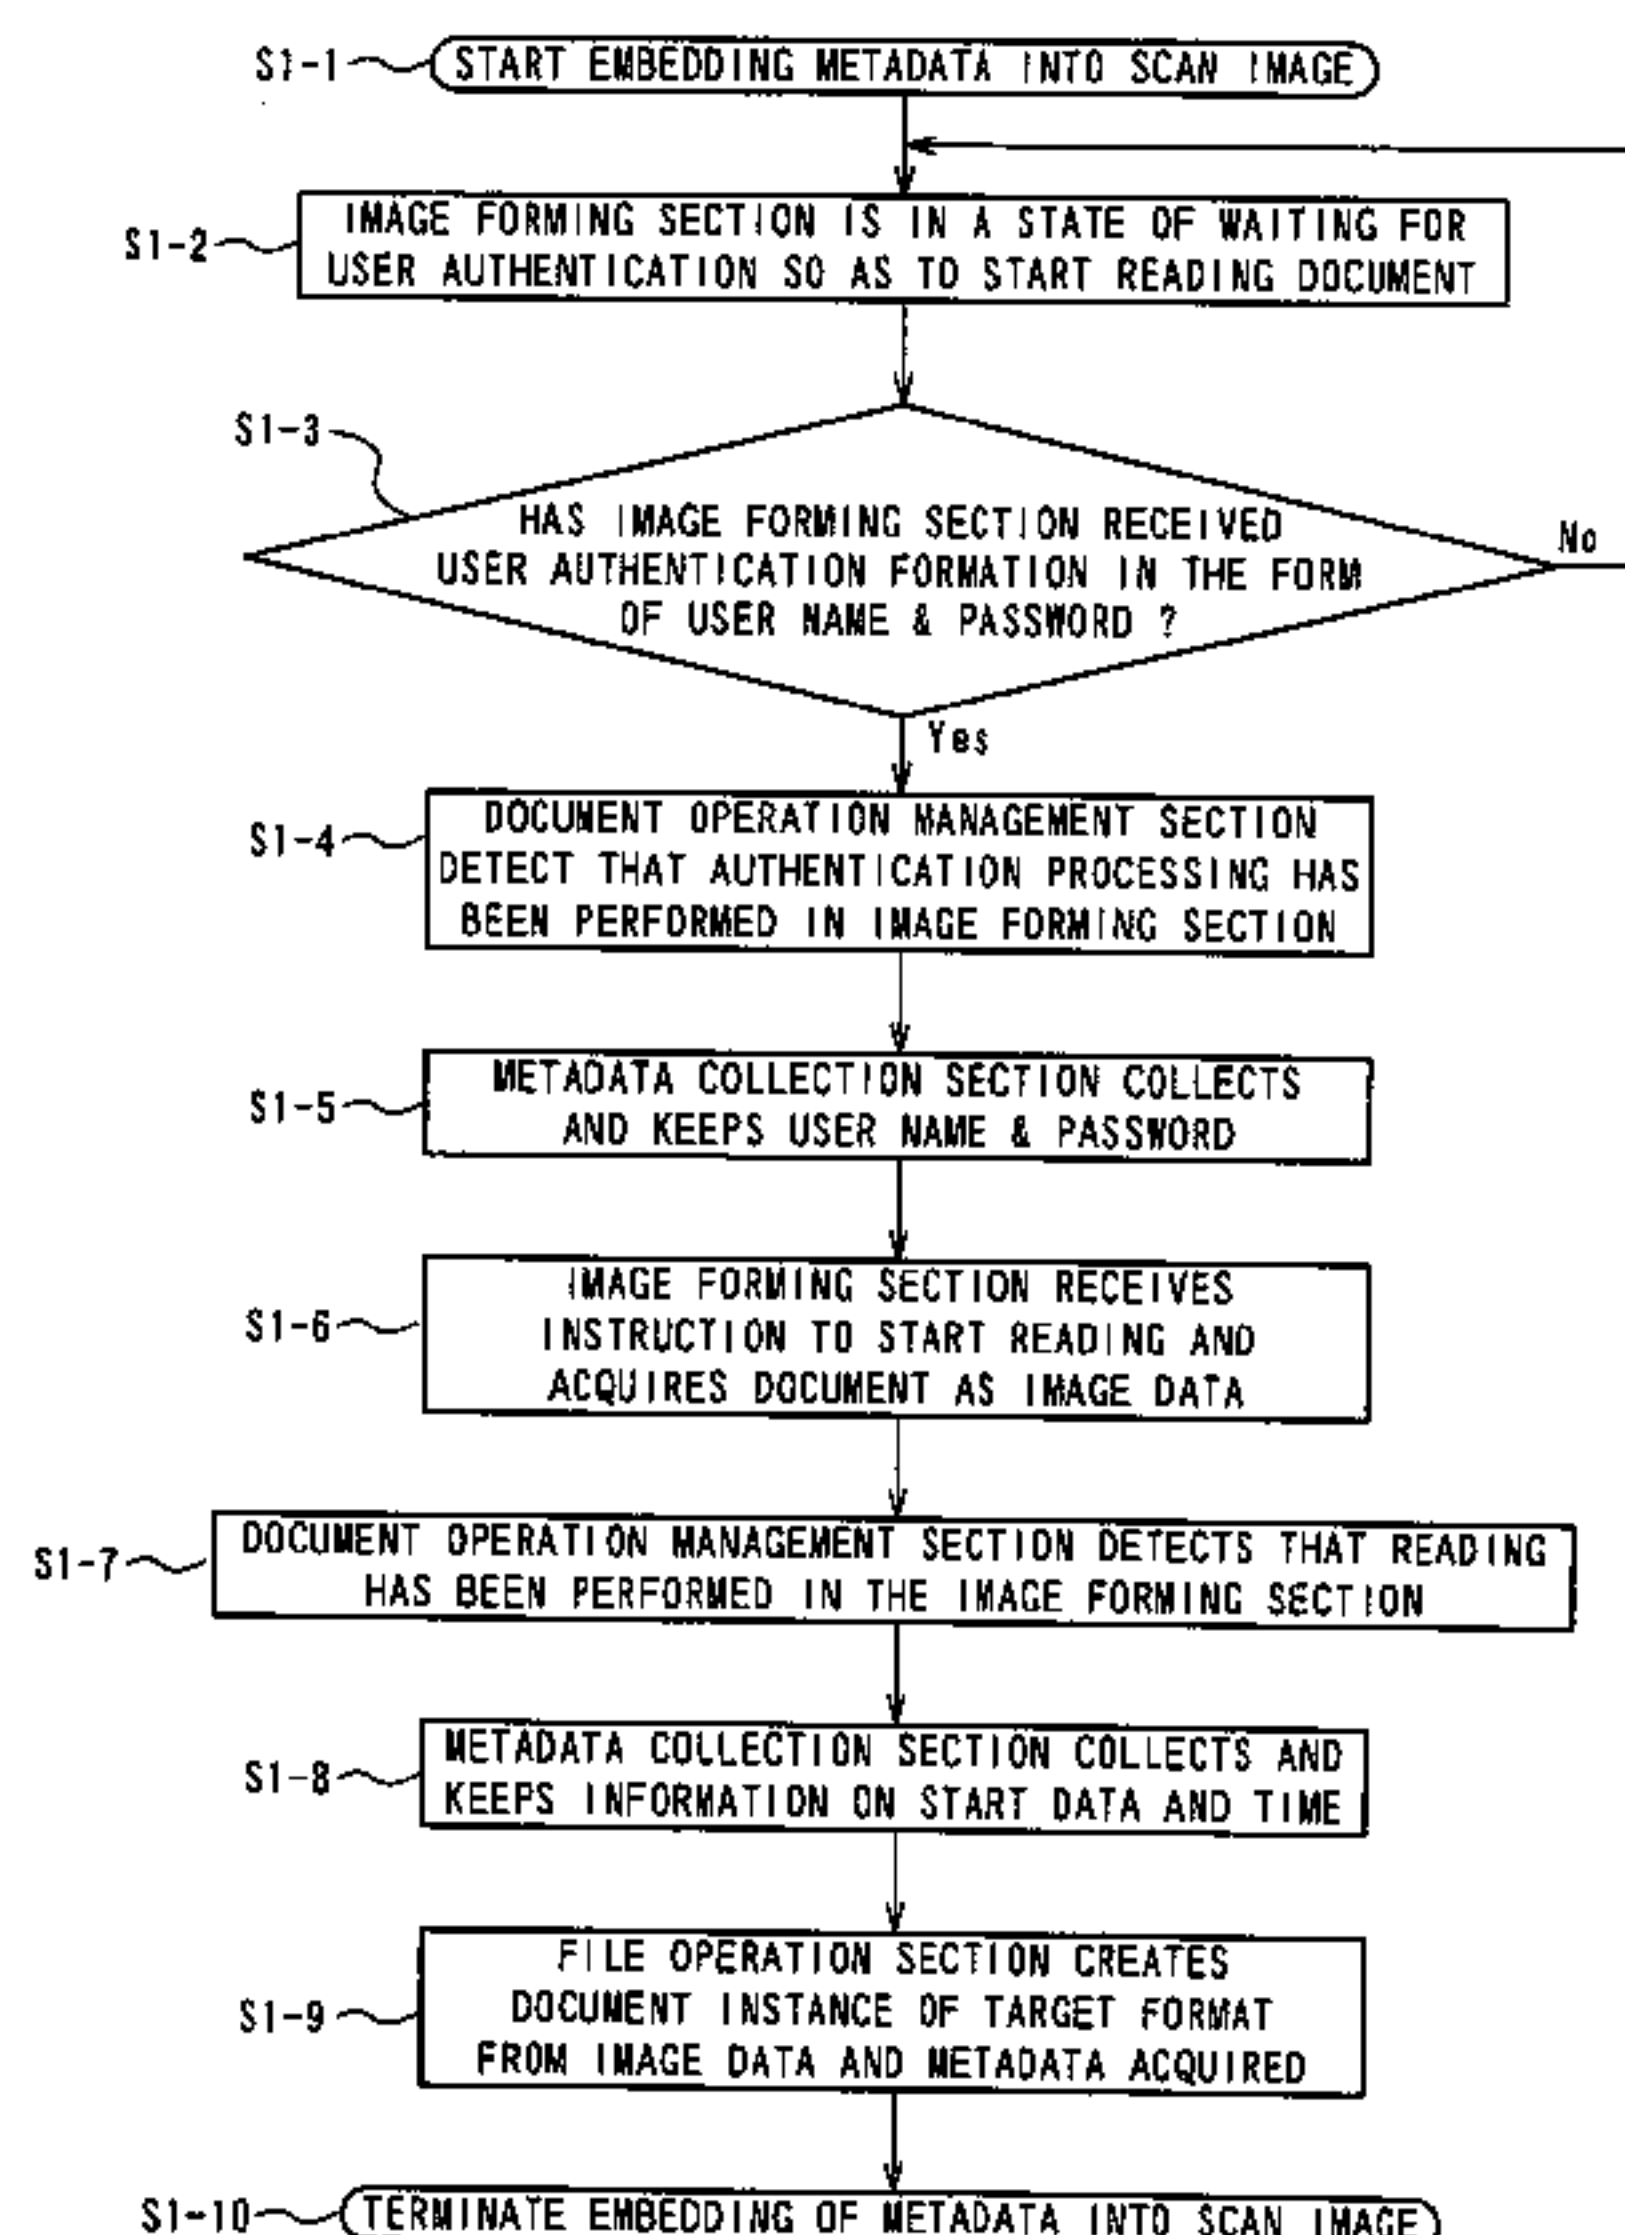 S1-1
START EMBEDDING METADATA INTO SCAN IMAGE
S1-2
IMAGE FORMING SECTION IS IN A STATE OF WAITING FOR
USER AUTHENTICATION SO AS TO START READING DOCUMENT
S1-3
HAS IMAGE FORMING SECTION RECEIVED
USER AUTHENTICATION FORMATION IN THE FORM
OF USER NAME & PASSWORD ?
No
Yes
S1-4
DOCUMENT OPERATION MANAGEMENT SECTION
DETECT THAT AUTHENTICATION PROCESSING HAS
BEEN PERFORMED IN IMAGE FORMING SECTION
S1-5
METADATA COLLECTION SECTION COLLECTS
AND KEEPS USER NAME & PASSWORD
S1-6
IMAGE FORMING SECTION RECEIVES
INSTRUCTION TO START READING AND
ACQUIRES DOCUMENT AS IMAGE DATA
S1-7
DOCUMENT OPERATION MANAGEMENT SECTION DETECTS THAT READING
HAS BEEN PERFORMED IN THE IMAGE FORMING SECTION
S1-8
METADATA COLLECTION SECTION COLLECTS AND
KEEPS INFORMATION ON START DATA AND TIME
S1-9
FILE OPERATION SECTION CREATES
DOCUMENT INSTANCE OF TARGET FORMAT
FROM IMAGE DATA AND METADATA ACQUIRED
S1-10
TERMINATE EMBEDDING OF METADATA INTO SCAN IMAGE